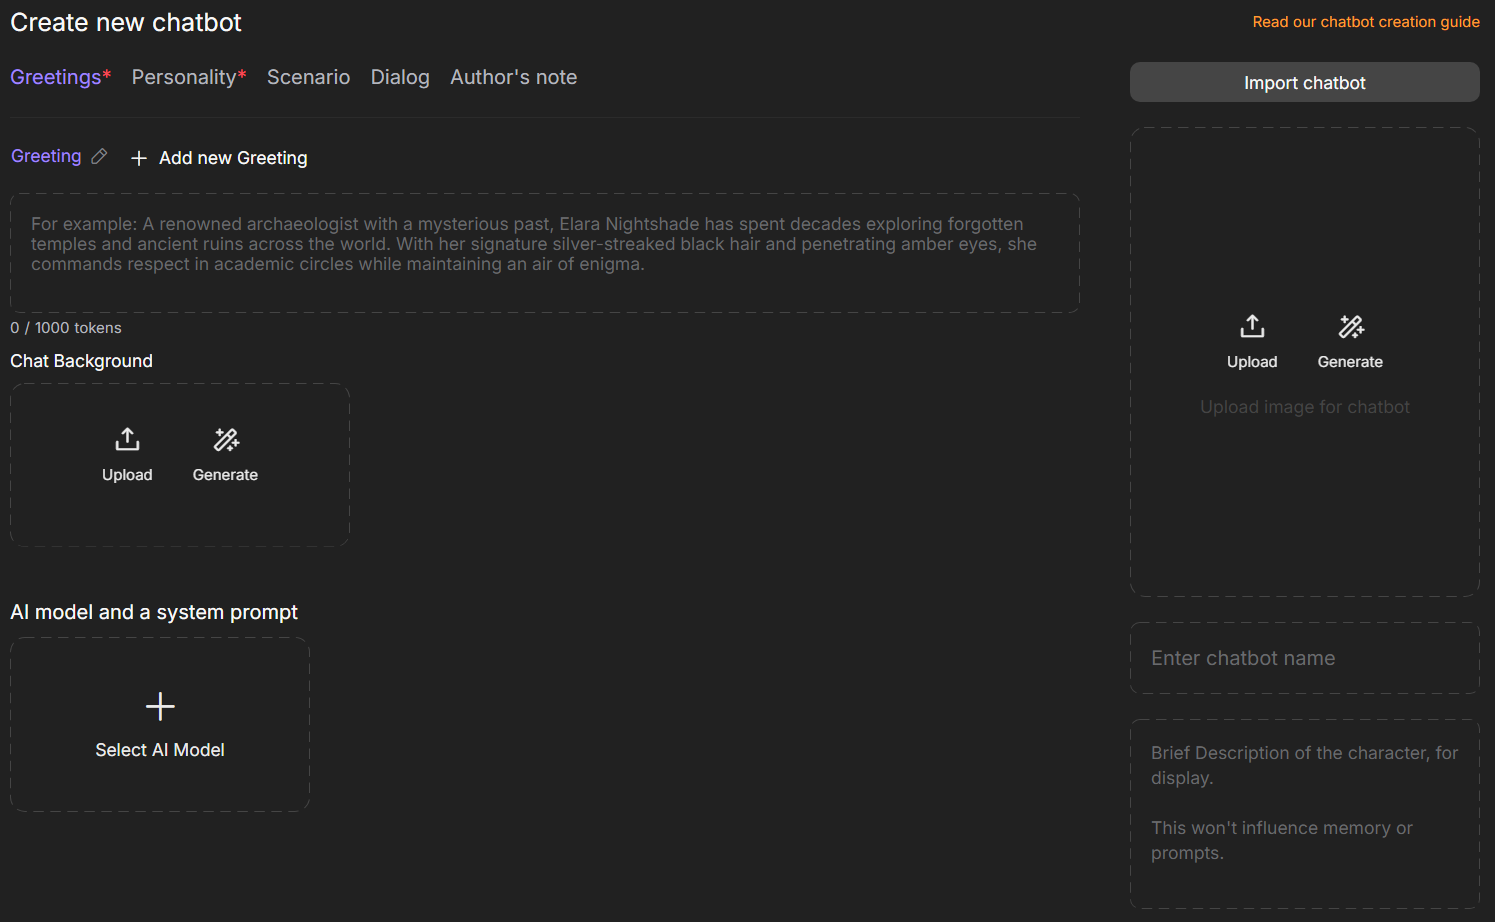 Create new chatbot
Read our chatbot creation guide
Greetings* Personality* Scenario Dialog Author's note
Import chatbot
Greeting + Add new Greeting
For example: A renowned archaeologist with a mysterious past, Elara Nightshade has spent decades exploring forgotten
temples and ancient ruins across the world. With her signature silver-streaked black hair and penetrating amber eyes, she
commands respect in academic circles while maintaining an air of enigma.
0 / 1000 tokens
Chat Background
Upload Generate
AI model and a system prompt
Select AI Model
Upload Generate
Upload image for chatbot
Enter chatbot name
Brief Description of the character, for
display.
This won't influence memory or
prompts.